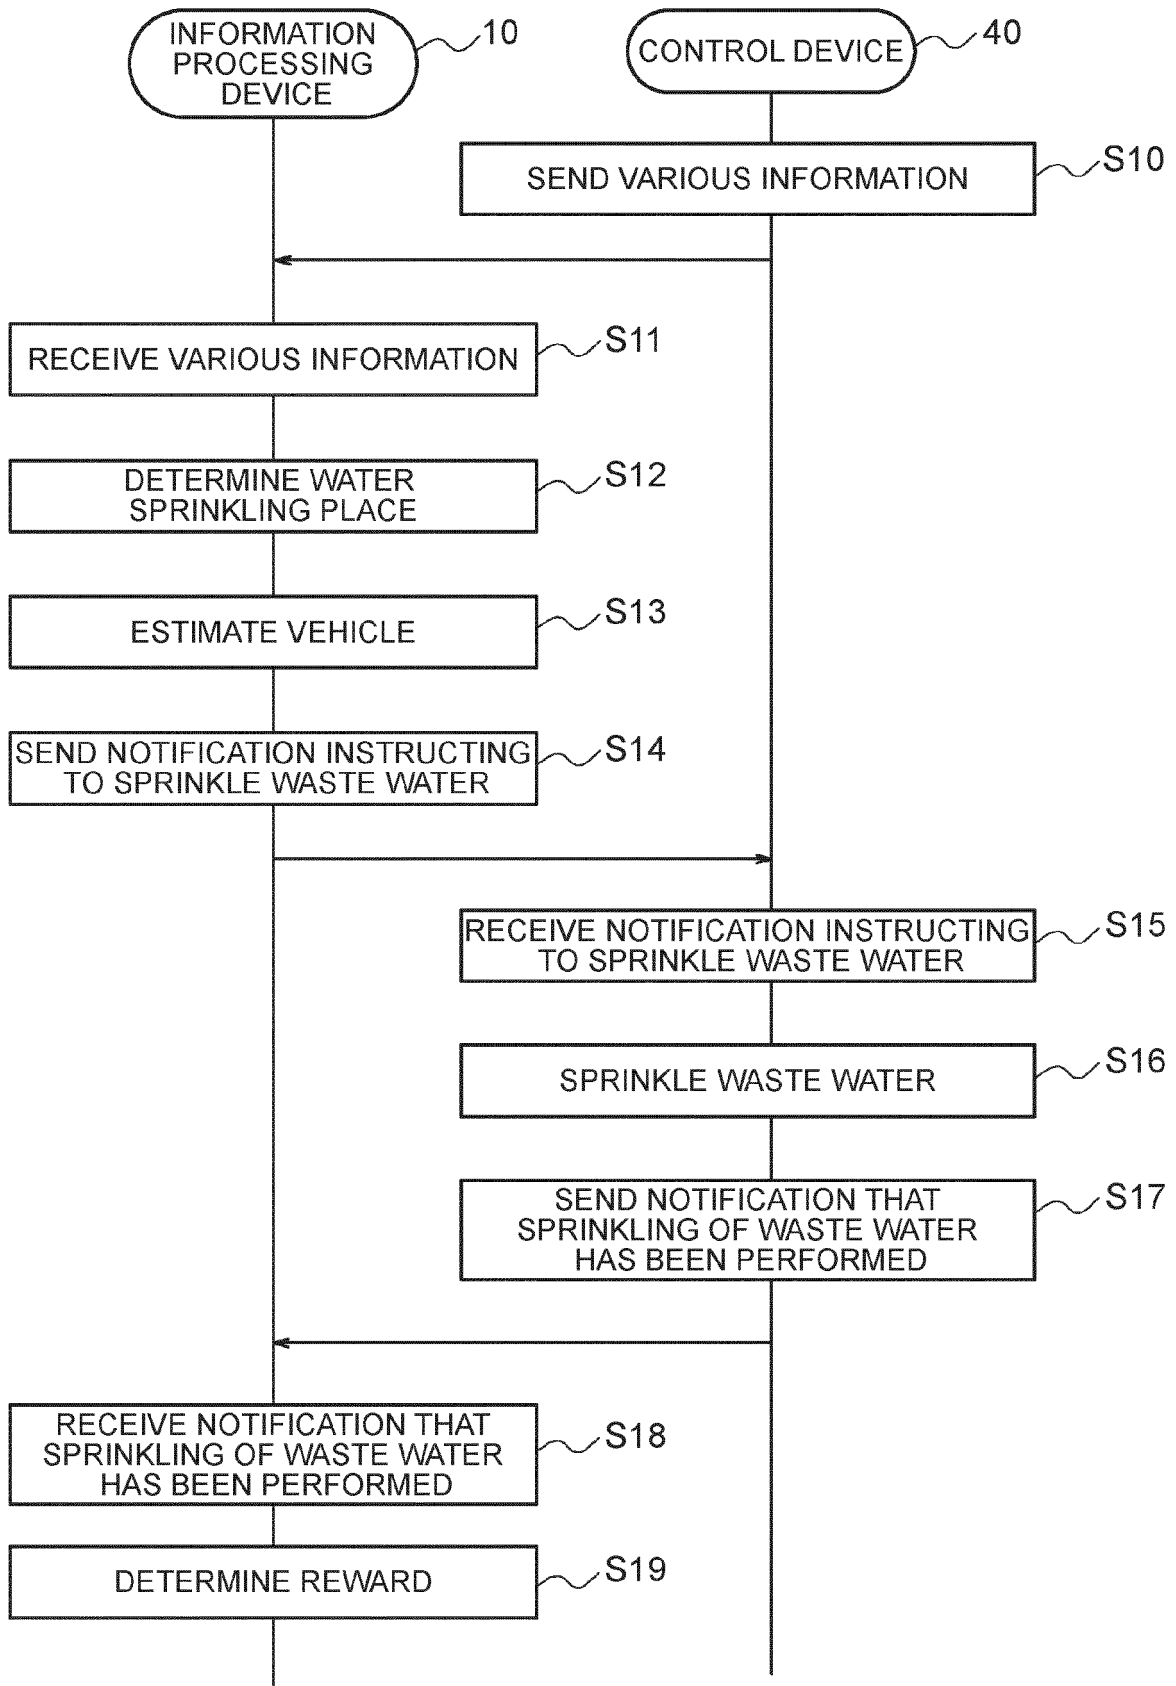 INFORMATION
PROCESSING
DEVICE
10
CONTROL DEVICE
40
SEND VARIOUS INFORMATION
S10
RECEIVE VARIOUS INFORMATION
S11
DETERMINE WATER
SPRINKLING PLACE
S12
ESTIMATE VEHICLE
S13
SEND NOTIFICATION INSTRUCTING
TO SPRINKLE WASTE WATER
S14
RECEIVE NOTIFICATION INSTRUCTING
TO SPRINKLE WASTE WATER
S15
SPRINKLE WASTE WATER
S16
SEND NOTIFICATION THAT
SPRINKLING OF WASTE WATER
HAS BEEN PERFORMED
S17
RECEIVE NOTIFICATION THAT
SPRINKLING OF WASTE WATER
HAS BEEN PERFORMED
S18
DETERMINE REWARD
S19